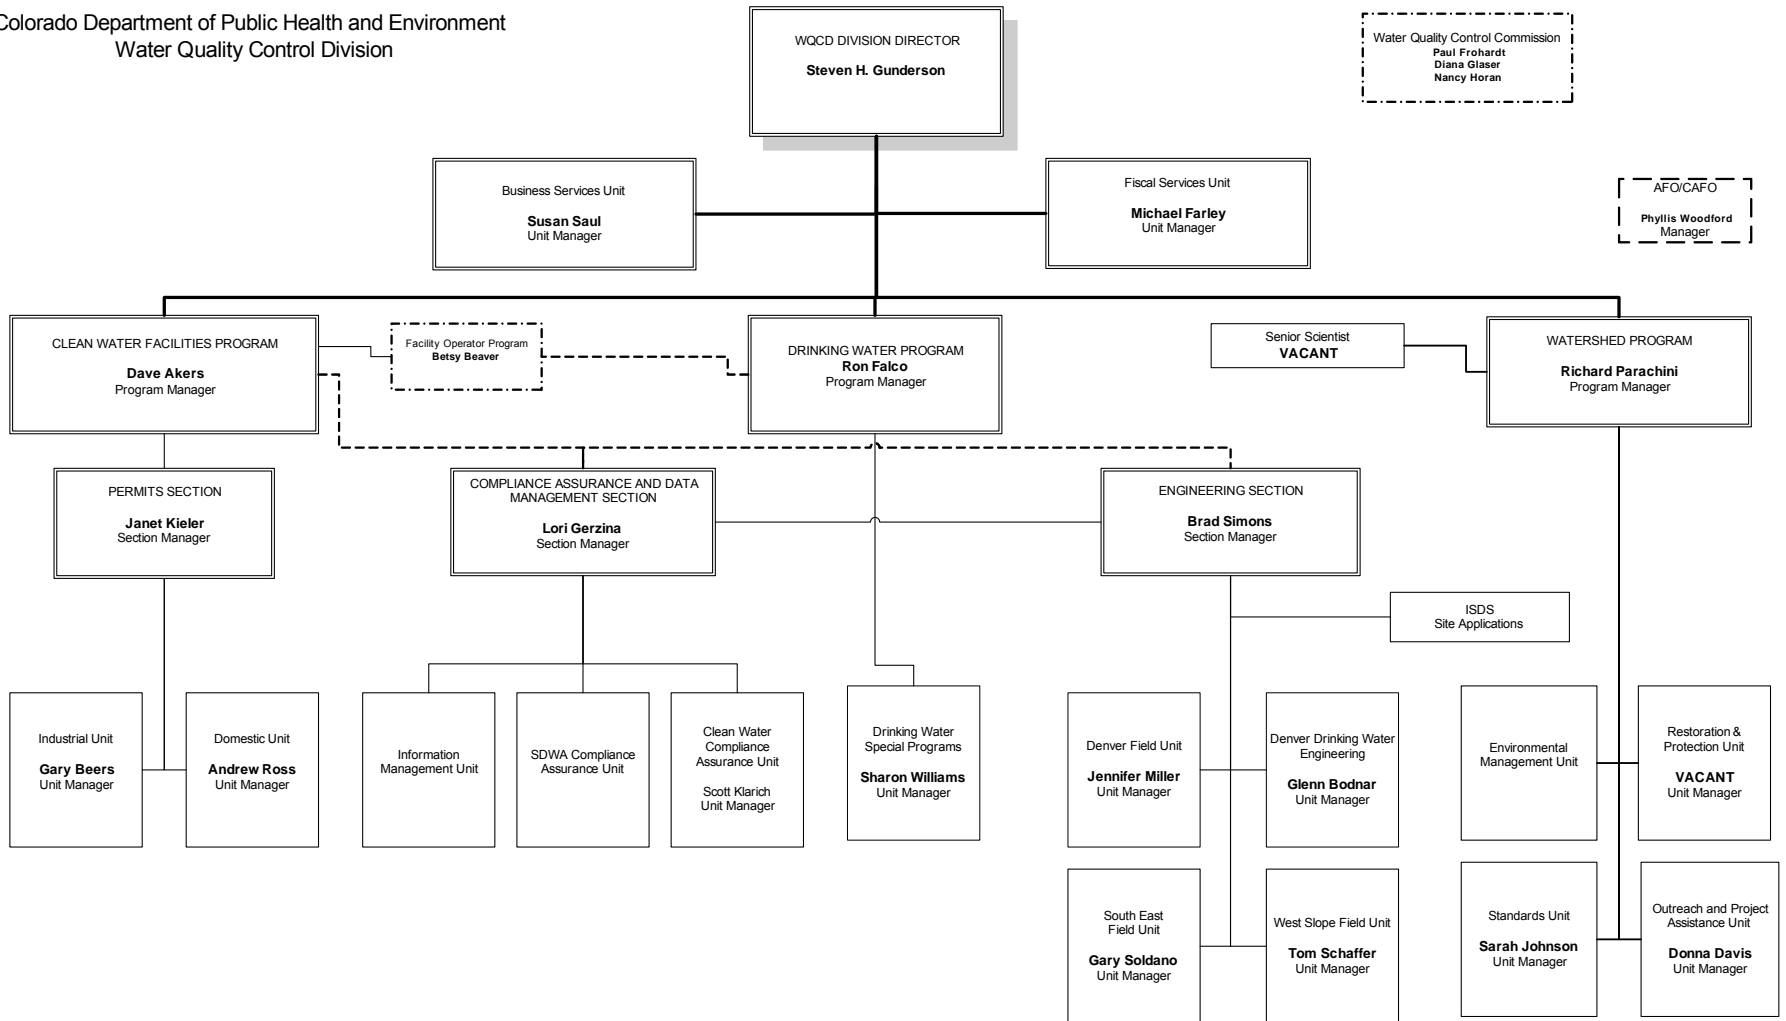 Colorado Department of Public Health and Environment
Water Quality Control Division
WQCD DIVISION DIRECTOR
Steven H. Gunderson
Water Quality Control Commission
Paul Frohardt
Diana Glaser
Nancy Horan
Business Services Unit
Susan Saul
Unit Manager
Fiscal Services Unit
Michael Farley
Unit Manager
AFO/CAFO
Phyllis Woodford
Manager
CLEAN WATER FACILITIES PROGRAM
Dave Akers
Program Manager
Facility Operator Program
Betsy Beaver
DRINKING WATER PROGRAM
Ron Falco
Program Manager
Senior Scientist
VACANT
WATERSHED PROGRAM
Richard Parachini
Program Manager
PERMITS SECTION
Janet Kieler
Section Manager
COMPLIANCE ASSURANCE AND DATA
MANAGEMENT SECTION
Lori Gerzina
Section Manager
ENGINEERING SECTION
Brad Simons
Section Manager
ISDS
Site Applications
Industrial Unit
Gary Beers
Unit Manager
Domestic Unit
Andrew Ross
Unit Manager
Information
Management Unit
SDWA Compliance
Assurance Unit
Clean Water
Compliance
Assurance Unit
Scott Klarich
Unit Manager
Drinking Water
Special Programs
Sharon Williams
Unit Manager
Denver Field Unit
Jennifer Miller
Unit Manager
Denver Drinking Water
Engineering
Glenn Bodnar
Unit Manager
Environmental
Management Unit
Restoration &
Protection Unit
VACANT
Unit Manager
South East
Field Unit
Gary Soldano
Unit Manager
West Slope Field Unit
Tom Schaffer
Unit Manager
Standards Unit
Sarah Johnson
Unit Manager
Outreach and Project
Assistance Unit
Donna Davis
Unit Manager